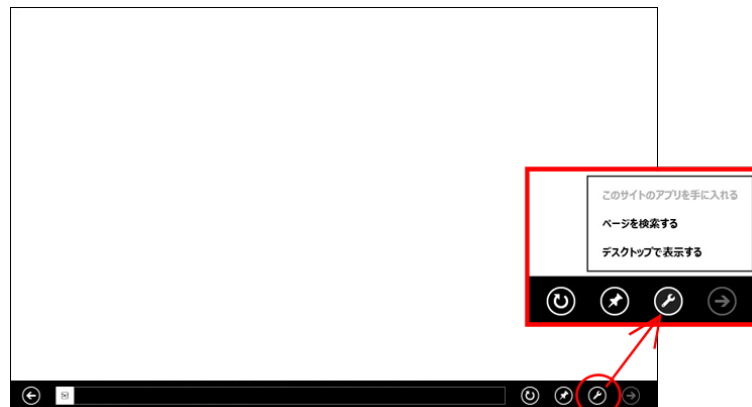 このサイトのアプリを手に入れる
ページを検索する
デスクトップで表示する